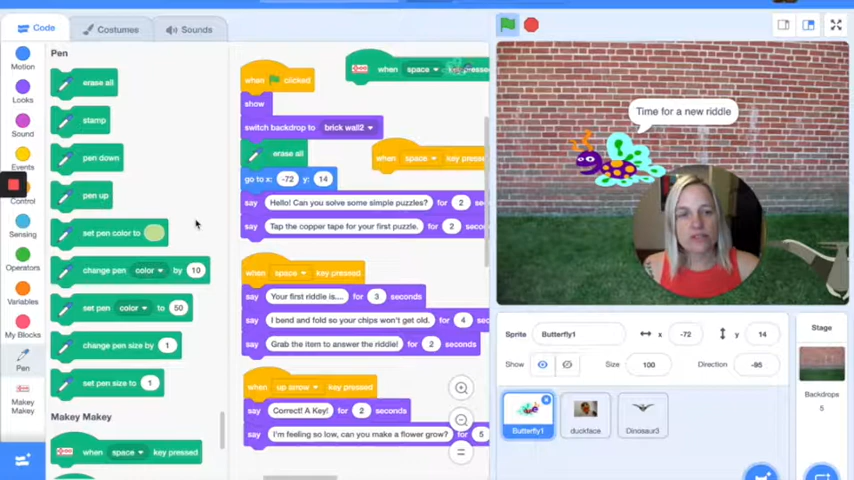 Code
Costumes
Sounds
Motion
Looks
Sound
Events
Control
Sensing
Operators
Variables
My Blocks
Pen
Makey
Makey
Pen
erase all
stamp
pen down
pen up
set pen color to
change pen color by 10
set pen color to 50
change pen size by 1
set pen size to 1
Makey Makey
when space key pressed
when clicked
show
switch backdrop to brick wall2
erase all
go to x: -72 y: 14
say Hello! Can you solve some simple puzzles? for 2
say Tap the copper tape for your first puzzle. for 2
when space pressed
when space key presse
when space key pressed
say Your first riddle is.... for 3 seconds
say I bend and fold so your chips won't get old. for 4 seconds
say Grab the item to answer the riddle! for 2 seconds
when up arrow key pressed
say Correct! A Key! for 2 seconds
say I'm feeling so low, can you make a flower grow? for 5
Time for a new riddle
Sprite Butterfly1 x -72 y 14
Show Size 100 Direction -95
Butterfly1
duckface
Dinosaur3
Stage
Backdrops
5